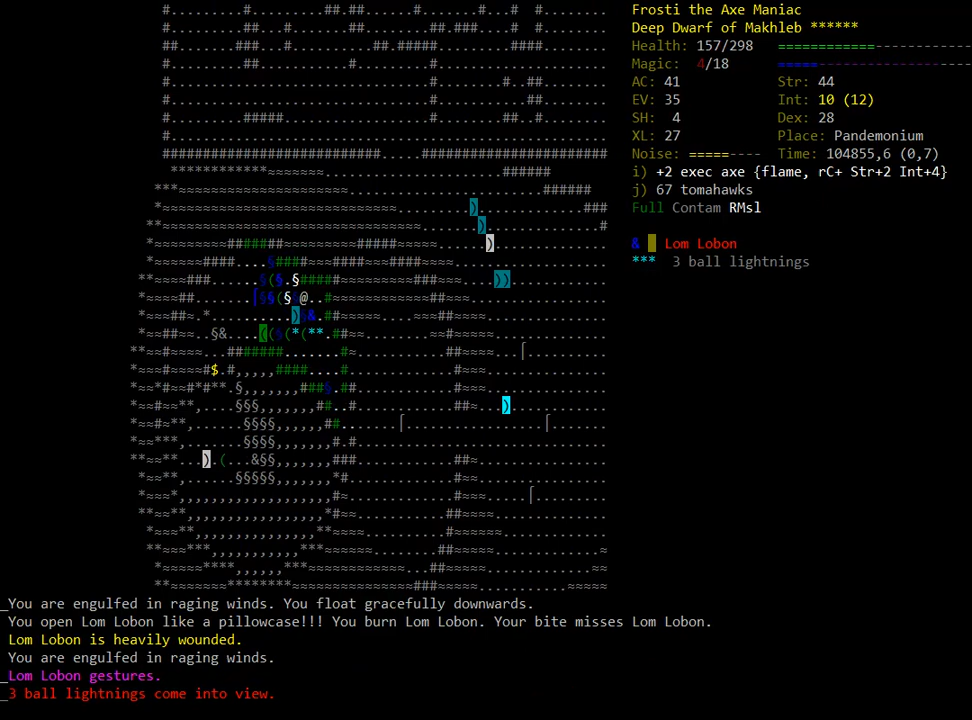 Frosti the Axe Maniac
Deep Dwarf of Makhleb ******
Health: 157/298
Magic: 4/18
AC: 41 Str: 44
EV: 35 Int: 10 (12)
SH: 4 Dex: 28
XL: 27 Place: Pandemonium
Noise: =====---- Time: 104855,6 (0,7)
i) +2 exec axe {flame, rC+ Str+2 Int+4}
j) 67 tomahawks
Full Contam RMsl
& Lom Lobon
*** 3 ball lightnings
_You are engulfed in raging winds. You float gracefully downwards.
You open Lom Lobon like a pillowcase!!! You burn Lom Lobon. Your bite misses Lom Lobon.
Lom Lobon is heavily wounded.
You are engulfed in raging winds.
_Lom Lobon gestures.
_3 ball lightnings come into view.